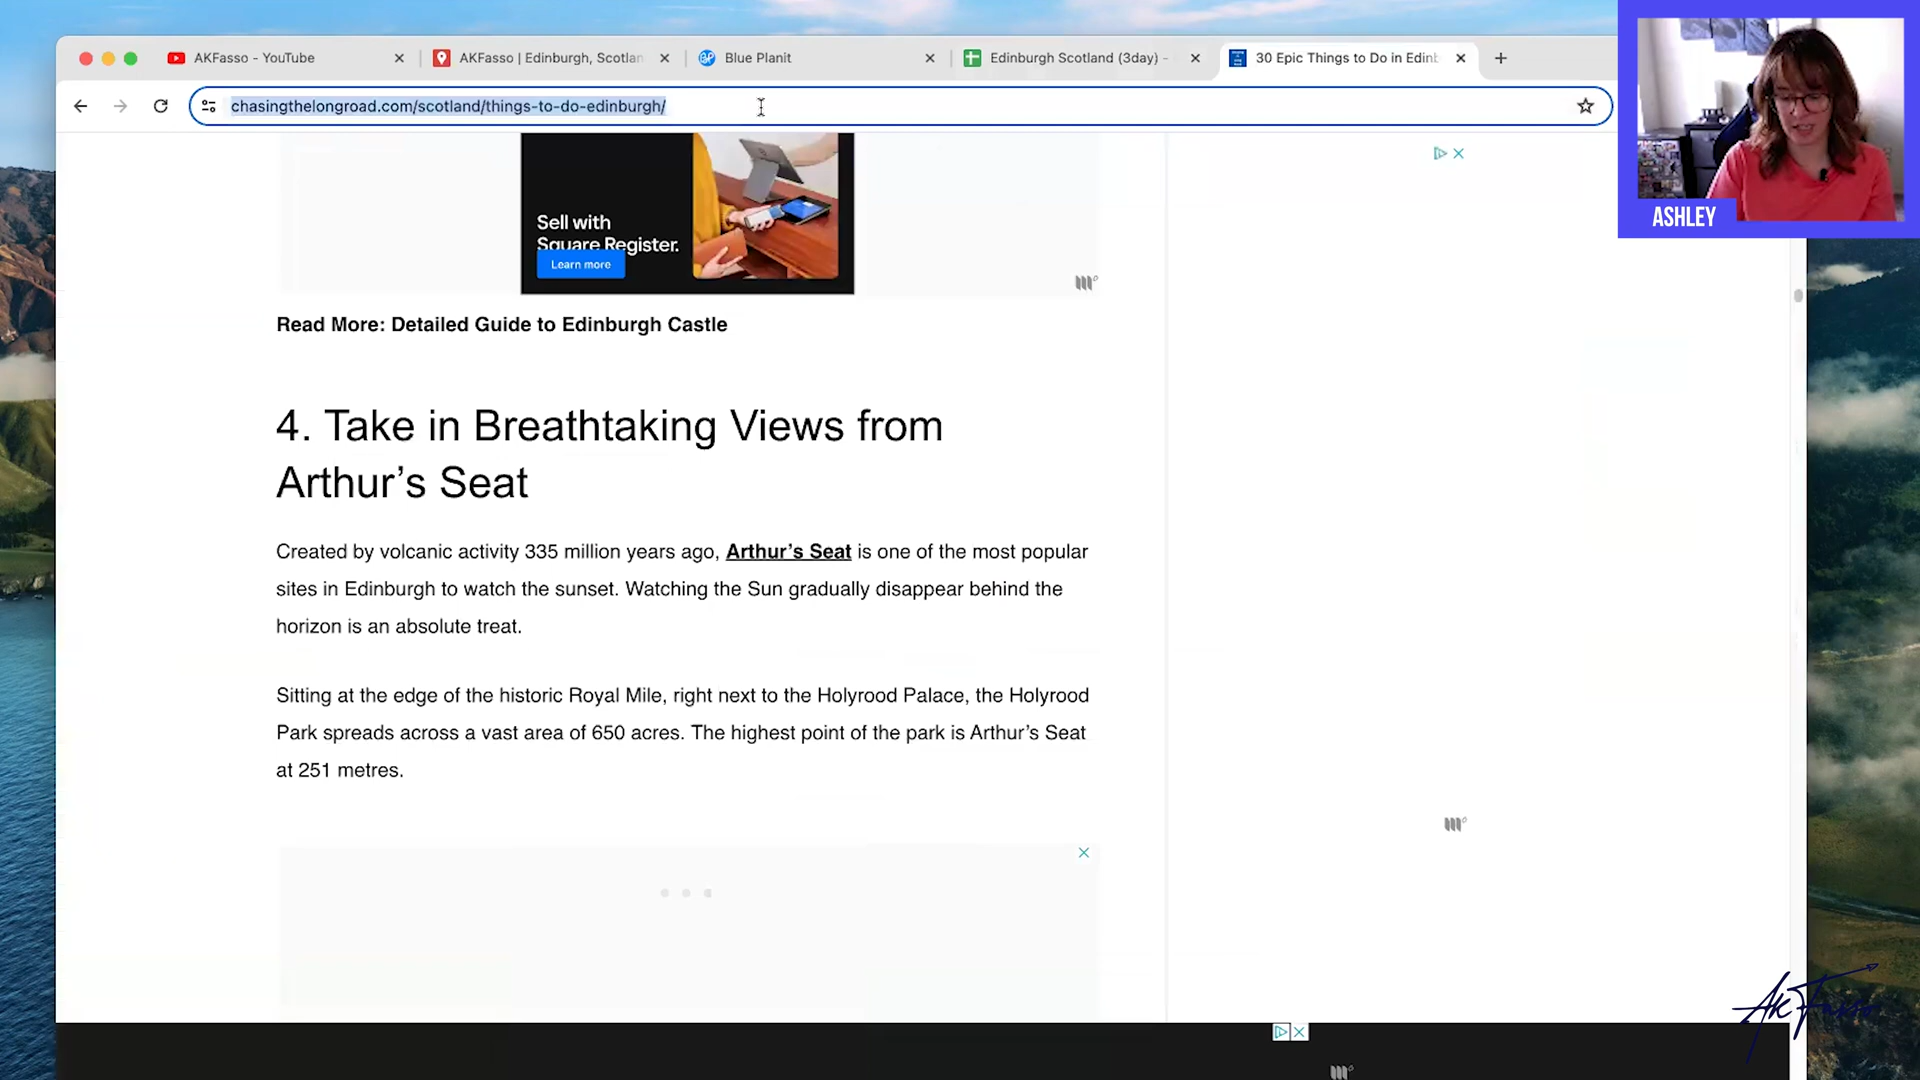 AKFasso - YouTube
AKFasso | Edinburgh, Scotlan
Blue Planit
Edinburgh Scotland (3day) -
30 Epic Things to Do in Edinb
chasingthelongroad.com/scotland/things-to-do-edinburgh/
ASHLEY
Sell with
Square Register.
Learn more
Read More: Detailed Guide to Edinburgh Castle
4. Take in Breathtaking Views from
Arthur’s Seat
Created by volcanic activity 335 million years ago, Arthur’s Seat is one of the most popular
sites in Edinburgh to watch the sunset. Watching the Sun gradually disappear behind the
horizon is an absolute treat.
Sitting at the edge of the historic Royal Mile, right next to the Holyrood Palace, the Holyrood
Park spreads across a vast area of 650 acres. The highest point of the park is Arthur’s Seat
at 251 metres.
AkFasso